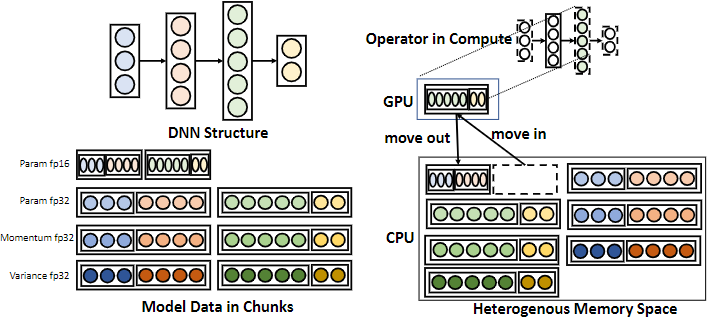 DNN Structure
Param fp16
Param fp32
Momentum fp32
Variance fp32
Model Data in Chunks
Operator in Compute
GPU
move out
move in
CPU
Heterogenous Memory Space